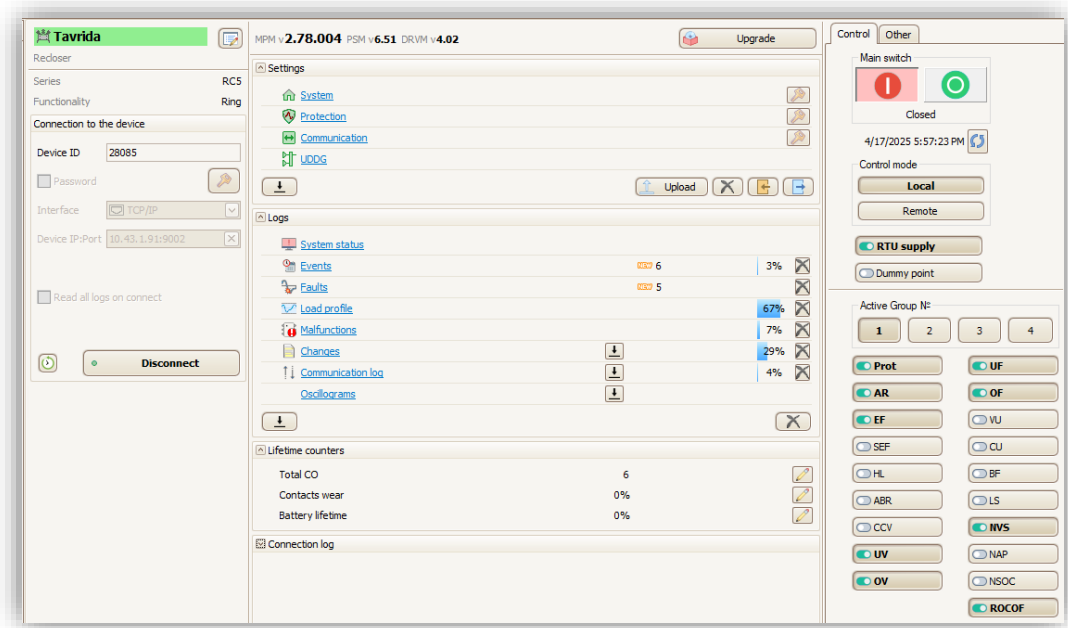 Tavrida
Recloser
Series RC5
Functionality Ring
Connection to the device
Device ID 28085
Password
Interface TCP/IP
Device IP:Port 10.43.1.91:9002
Read all logs on connect
Disconnect
MPM v2.78.004 PSM v6.51 DRVM v4.02
Upgrade
Settings
System
Protection
Communication
UDDG
Upload
Logs
System status
Events NEW 6 3%
Faults NEW 5
Load profile 67%
Malfunctions 7%
Changes 29%
Communication log 4%
Oscillograms
Lifetime counters
Total CO 6
Contacts wear 0%
Battery lifetime 0%
Connection log
Control Other
Main switch
Closed
4/17/2025 5:57:23 PM
Control mode
Local
Remote
RTU supply
Dummy point
Active Group №
1 2 3 4
Prot UF
AR OF
EF VU
SEF CU
HL BF
ABR LS
CCV NVS
UV NAP
OV NSOC
ROCOF